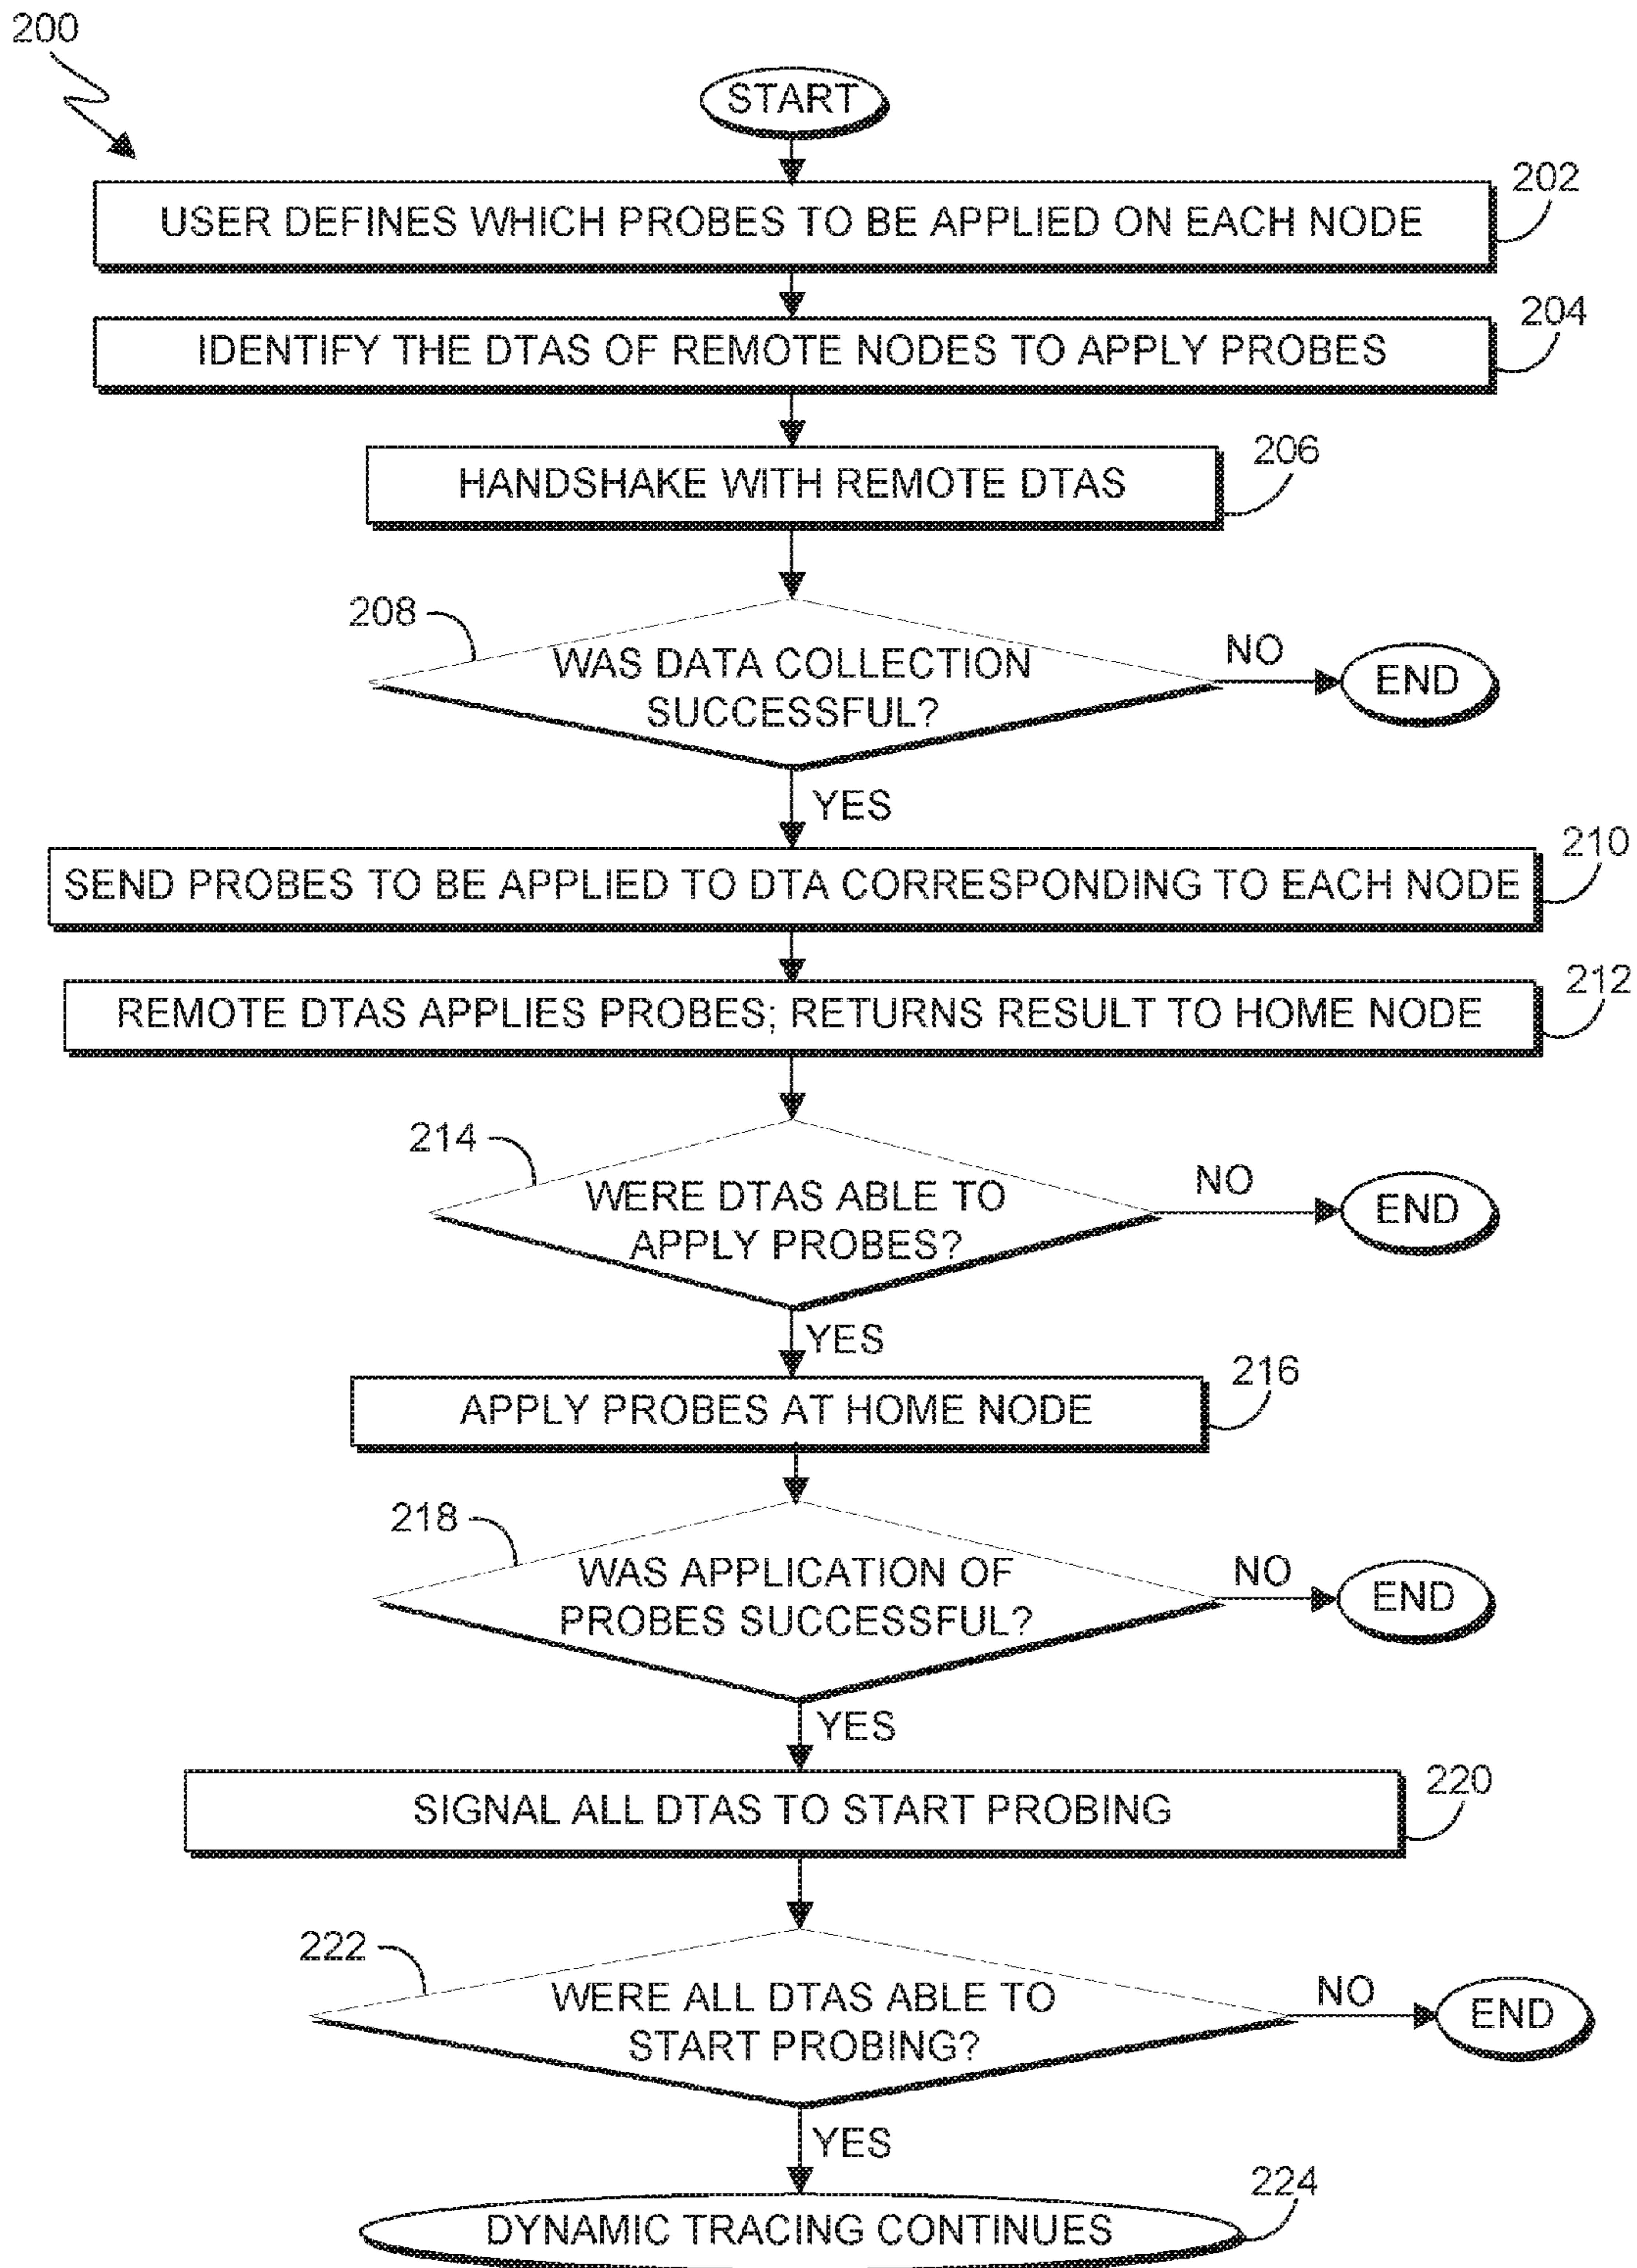 200
START
202
USER DEFINES WHICH PROBES TO BE APPLIED ON EACH NODE
204
IDENTIFY THE DTAS OF REMOTE NODES TO APPLY PROBES
206
HANDSHAKE WITH REMOTE DTAS
208
WAS DATA COLLECTION
SUCCESSFUL?
NO
END
YES
210
SEND PROBES TO BE APPLIED TO DTA CORRESPONDING TO EACH NODE
212
REMOTE DTAS APPLIES PROBES; RETURNS RESULT TO HOME NODE
214
WERE DTAS ABLE TO
APPLY PROBES?
NO
END
YES
216
APPLY PROBES AT HOME NODE
218
WAS APPLICATION OF
PROBES SUCCESSFUL?
NO
END
YES
220
SIGNAL ALL DTAS TO START PROBING
222
WERE ALL DTAS ABLE TO
START PROBING?
NO
END
YES
224
DYNAMIC TRACING CONTINUES